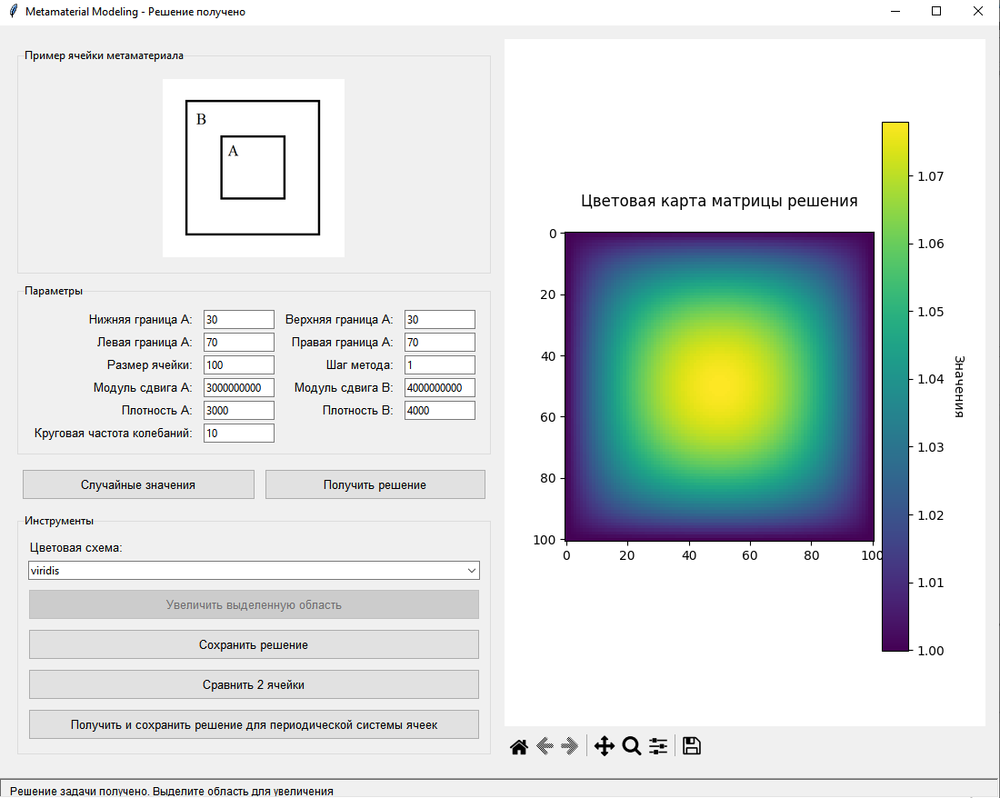 Metamaterial Modeling - Решение получено
Пример ячейки метаматериала
B
A
Параметры
Нижняя граница A: 30 Верхняя граница A: 30
Левая граница A: 70 Правая граница A: 70
Размер ячейки: 100 Шаг метода: 1
Модуль сдвига A: 3000000000 Модуль сдвига B: 4000000000
Плотность A: 3000 Плотность B: 4000
Круговая частота колебаний: 10
Случайные значения Получить решение
Инструменты
Цветовая схема:
viridis
Увеличить выделенную область
Сохранить решение
Сравнить 2 ячейки
Получить и сохранить решение для периодической системы ячеек
Цветовая карта матрицы решения
0
20
40
60
80
100
0 20 40 60 80 100
1.07
1.06
1.05
1.04
1.03
1.02
1.01
1.00
Значения
Решение задачи получено. Выделите область для увеличения